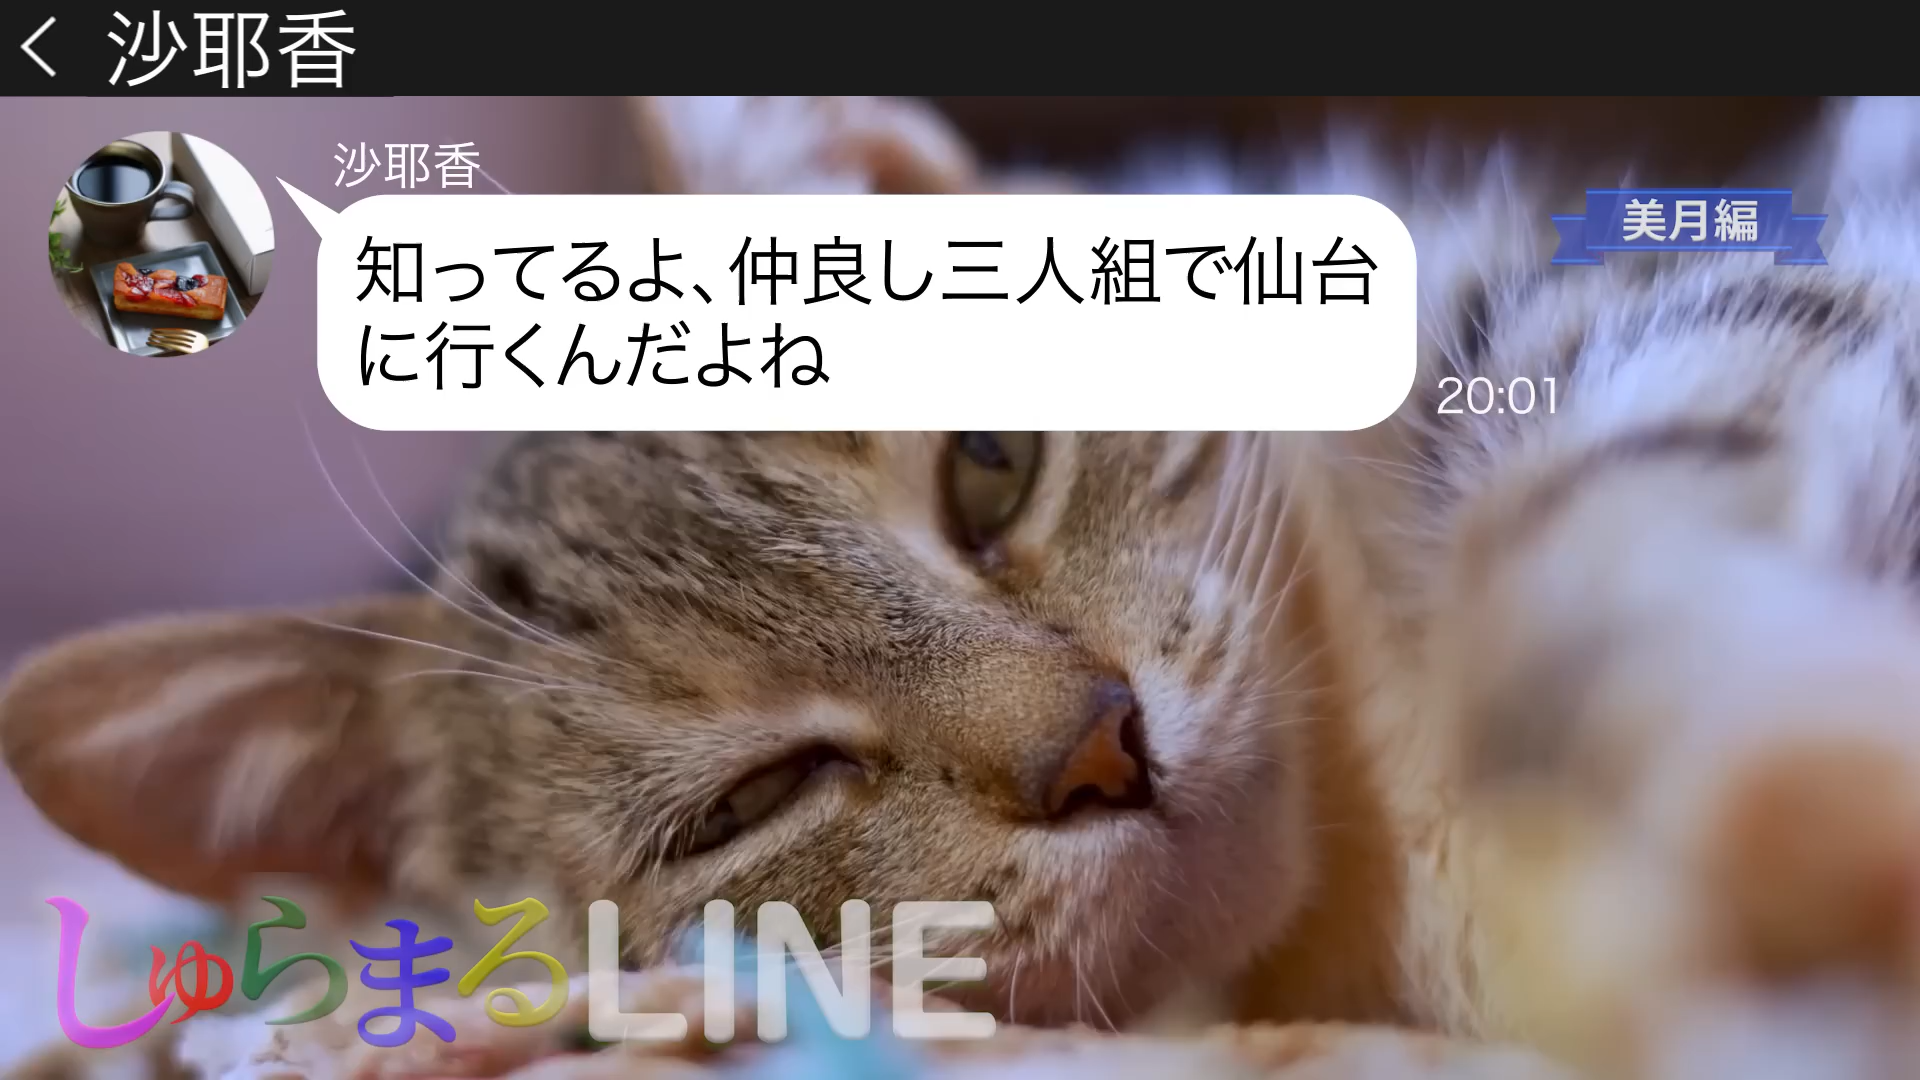 沙耶香
沙耶香
美月編
知ってるよ、仲良し三人組で仙台
に行くんだよね
20:01
しゅらまるLINE